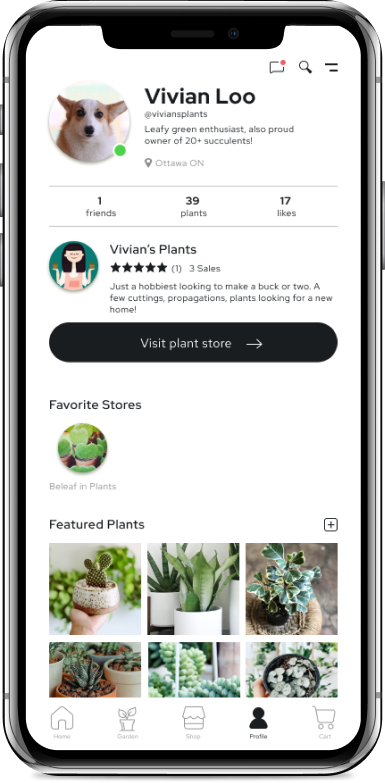 Vivian Loo
@viviansplants
Leafy green enthusiast, also proud
owner of 20+ succulents!
Ottawa ON
1 39 17
friends plants likes
Vivian's Plants
(1) 3 Sales
Just a hobbiest looking to make a buck or two. A
few cuttings, propagations, plants looking for a new
home!
Visit plant store
Favorite Stores
Beleaf in Plants
Featured Plants
Home Garden Shop Profile Cart